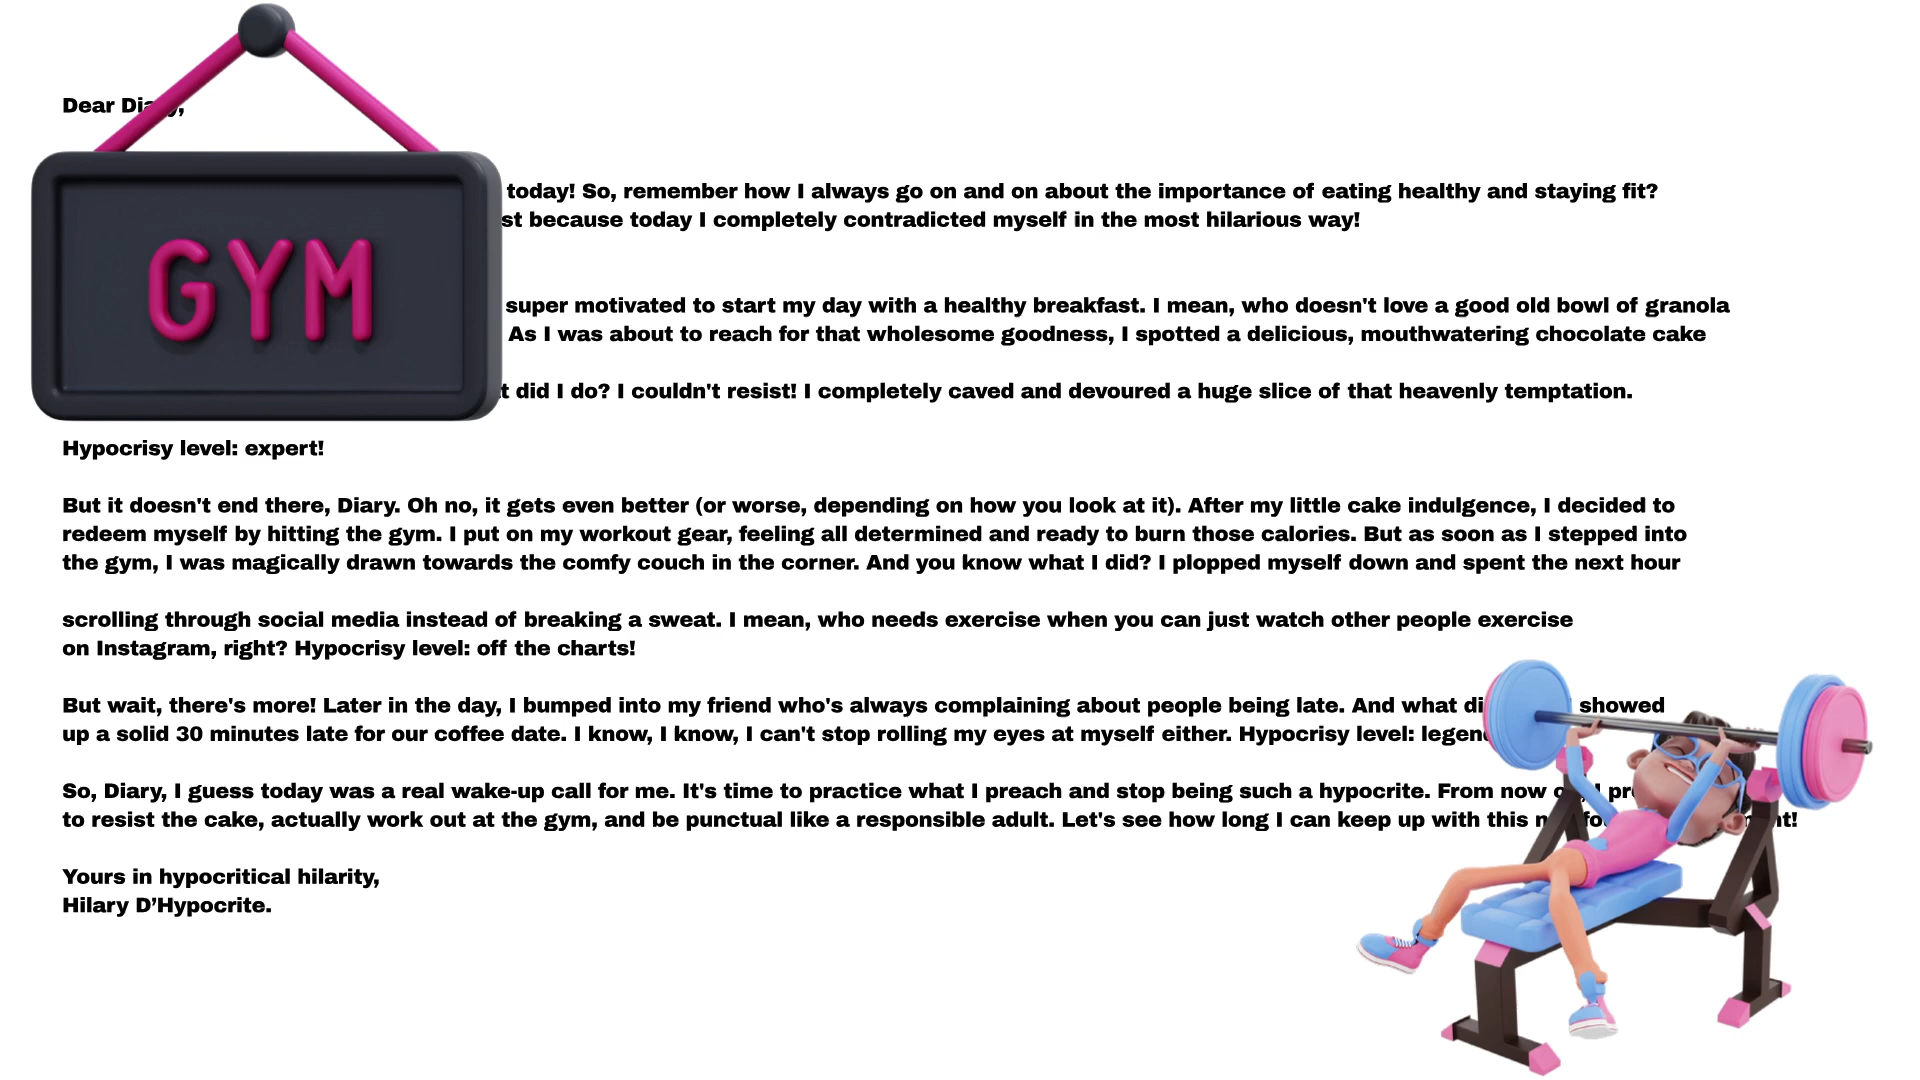 Dear Diary,
GYM
today! So, remember how I always go on and on about the importance of eating healthy and staying fit?
because today I completely contradicted myself in the most hilarious way!
super motivated to start my day with a healthy breakfast. I mean, who doesn't love a good old bowl of granola
As I was about to reach for that wholesome goodness, I spotted a delicious, mouthwatering chocolate cake
did I do? I couldn't resist! I completely caved and devoured a huge slice of that heavenly temptation.
Hypocrisy level: expert!
But it doesn't end there, Diary. Oh no, it gets even better (or worse, depending on how you look at it). After my little cake indulgence, I decided to
redeem myself by hitting the gym. I put on my workout gear, feeling all determined and ready to burn those calories. But as soon as I stepped into
the gym, I was magically drawn towards the comfy couch in the corner. And you know what I did? I plopped myself down and spent the next hour
scrolling through social media instead of breaking a sweat. I mean, who needs exercise when you can just watch other people exercise
on Instagram, right? Hypocrisy level: off the charts!
But wait, there's more! Later in the day, I bumped into my friend who's always complaining about people being late. And what showed
up a solid 30 minutes late for our coffee date. I know, I know, I can't stop rolling my eyes at myself either. Hypocrisy level:
So, Diary, I guess today was a real wake-up call for me. It's time to practice what I preach and stop being such a hypocrite. From now on, I
to resist the cake, actually work out at the gym, and be punctual like a responsible adult. Let's see how long I can keep up with this
Yours in hypocritical hilarity,
Hilary D’Hypocrite.